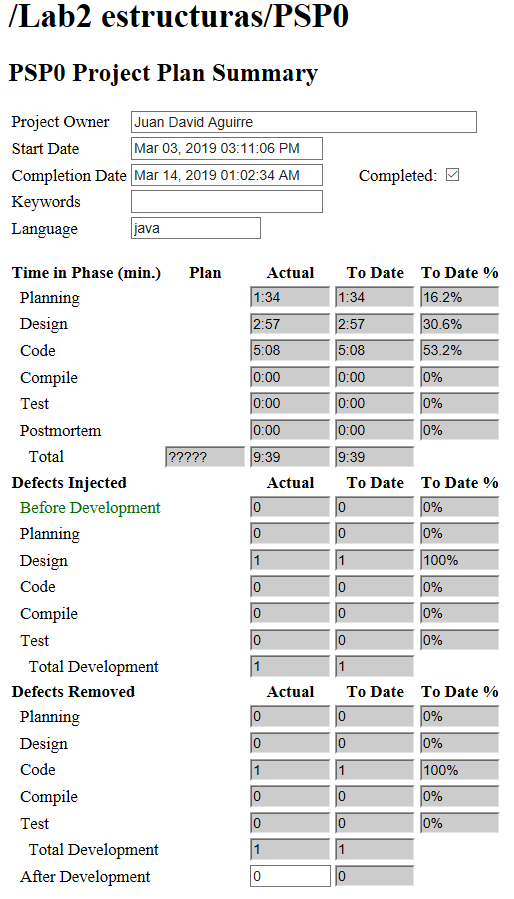 /Lab2 estructuras/PSP0
PSP0 Project Plan Summary
Project Owner Juan David Aguirre
Start Date Mar 03, 2019 03:11:06 PM
Completion Date Mar 14, 2019 01:02:34 AM Completed:
Keywords
Language java
Time in Phase (min.) Plan Actual To Date To Date %
Planning 1:34 1:34 16.2%
Design 2:57 2:57 30.6%
Code 5:08 5:08 53.2%
Compile 0:00 0:00 0%
Test 0:00 0:00 0%
Postmortem 0:00 0:00 0%
Total ????? 9:39 9:39
Defects Injected Actual To Date To Date %
Before Development 0 0 0%
Planning 0 0 0%
Design 1 1 100%
Code 0 0 0%
Compile 0 0 0%
Test 0 0 0%
Total Development 1 1
Defects Removed Actual To Date To Date %
Planning 0 0 0%
Design 0 0 0%
Code 1 1 100%
Compile 0 0 0%
Test 0 0 0%
Total Development 1 1
After Development 0 0